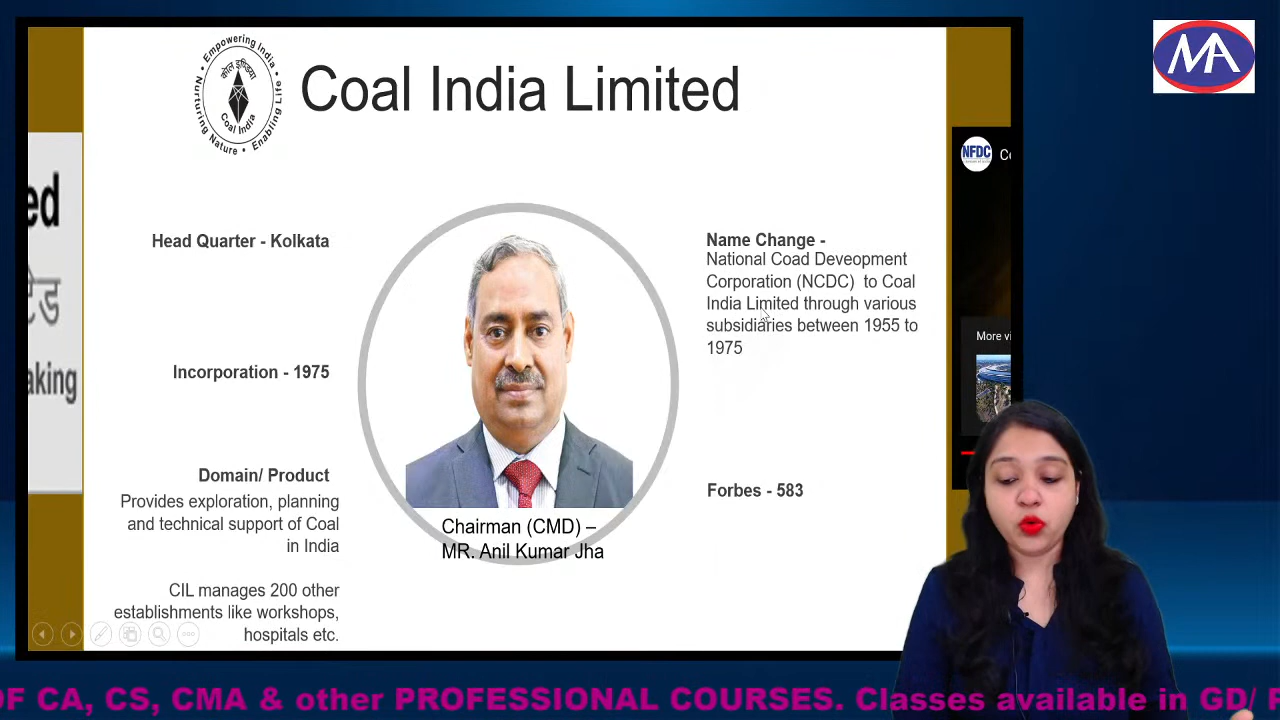 Empowering India
Enabling Life
Nurturing Nature
कोल इण्डिया
Coal India
Coal India Limited
MA
ed
टेड
aking
NFDC
Head Quarter - Kolkata
Incorporation - 1975
Domain/ Product
Provides exploration, planning
and technical support of Coal
in India
CIL manages 200 other
establishments like workshops,
hospitals etc.
Chairman (CMD) –
MR. Anil Kumar Jha
Name Change -
National Coad Deveopment
Corporation (NCDC) to Coal
India Limited through various
subsidiaries between 1955 to
1975
Forbes - 583
More vi
OF CA, CS, CMA & other PROFESSIONAL COURSES. Classes available in GD/